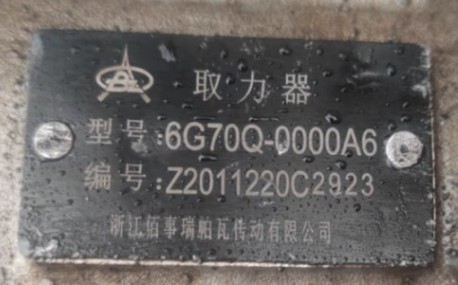 取力器
型号:6G70Q-0000A6
编号:Z2011220C2923
浙江佰事瑞舶瓦传动有限公司